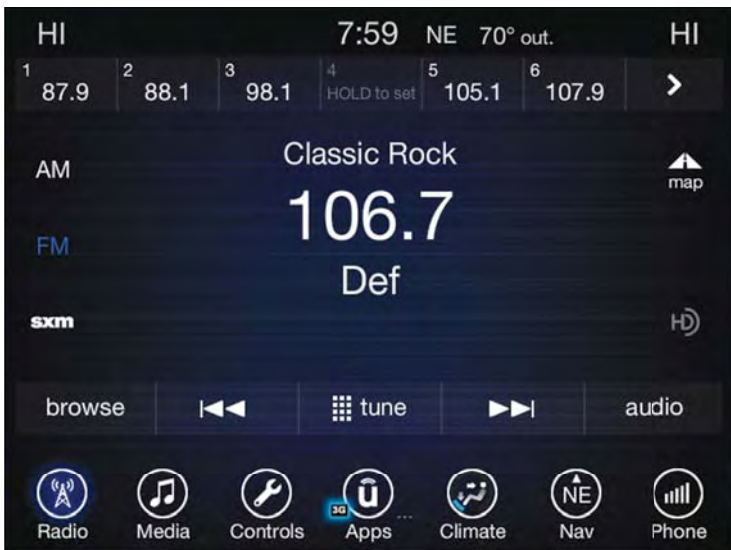 HI 7:59 NE 70° out. HI
1 87.9 2 88.1 3 98.1 4 HOLD to set 5 105.1 6 107.9
Classic Rock
AM
map
106.7
FM
Def
sxm
HD
browse tune audio
û
NE
3G
Radio Media Controls Apps Climate Nav Phone